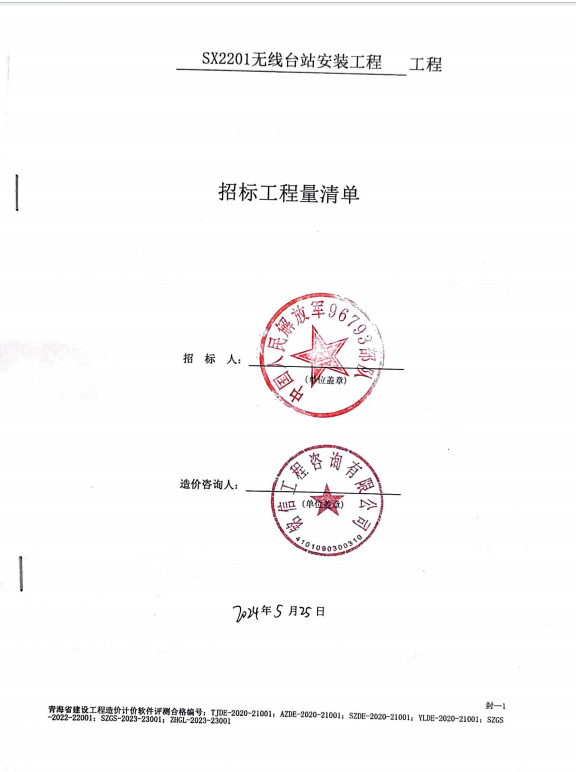 SX2201无线台站安装工程 工程
招标工程量清单
招 标 人：
中国人民解放军96793部队
(单位盖章)
造价咨询人：
铭信工程咨询有限公司
(单位盖章)
4101090300310
2024年5月25日
封—1
青海省建设工程造价计价软件评测合格编号：TJDE-2020-21001；AZDE-2020-21001；SZDE-2020-21001；YLDE-2020-21001；SZGS
-2022-22001；SZGS-2023-23001；ZHGL-2023-23001